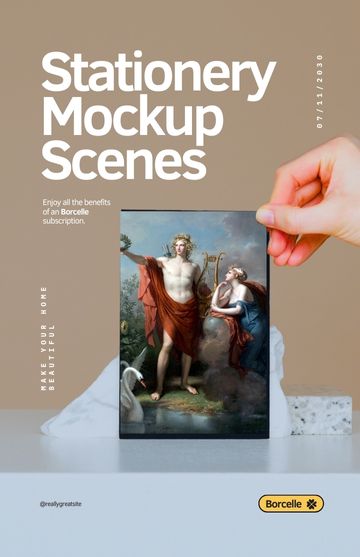 Stationery
Mockup
Scenes
07/11/2030
Enjoy all the benefits
of an Borcelle
subscription.
MAKE YOUR HOME
BEAUTIFUL
@reallygreatsite
Borcelle